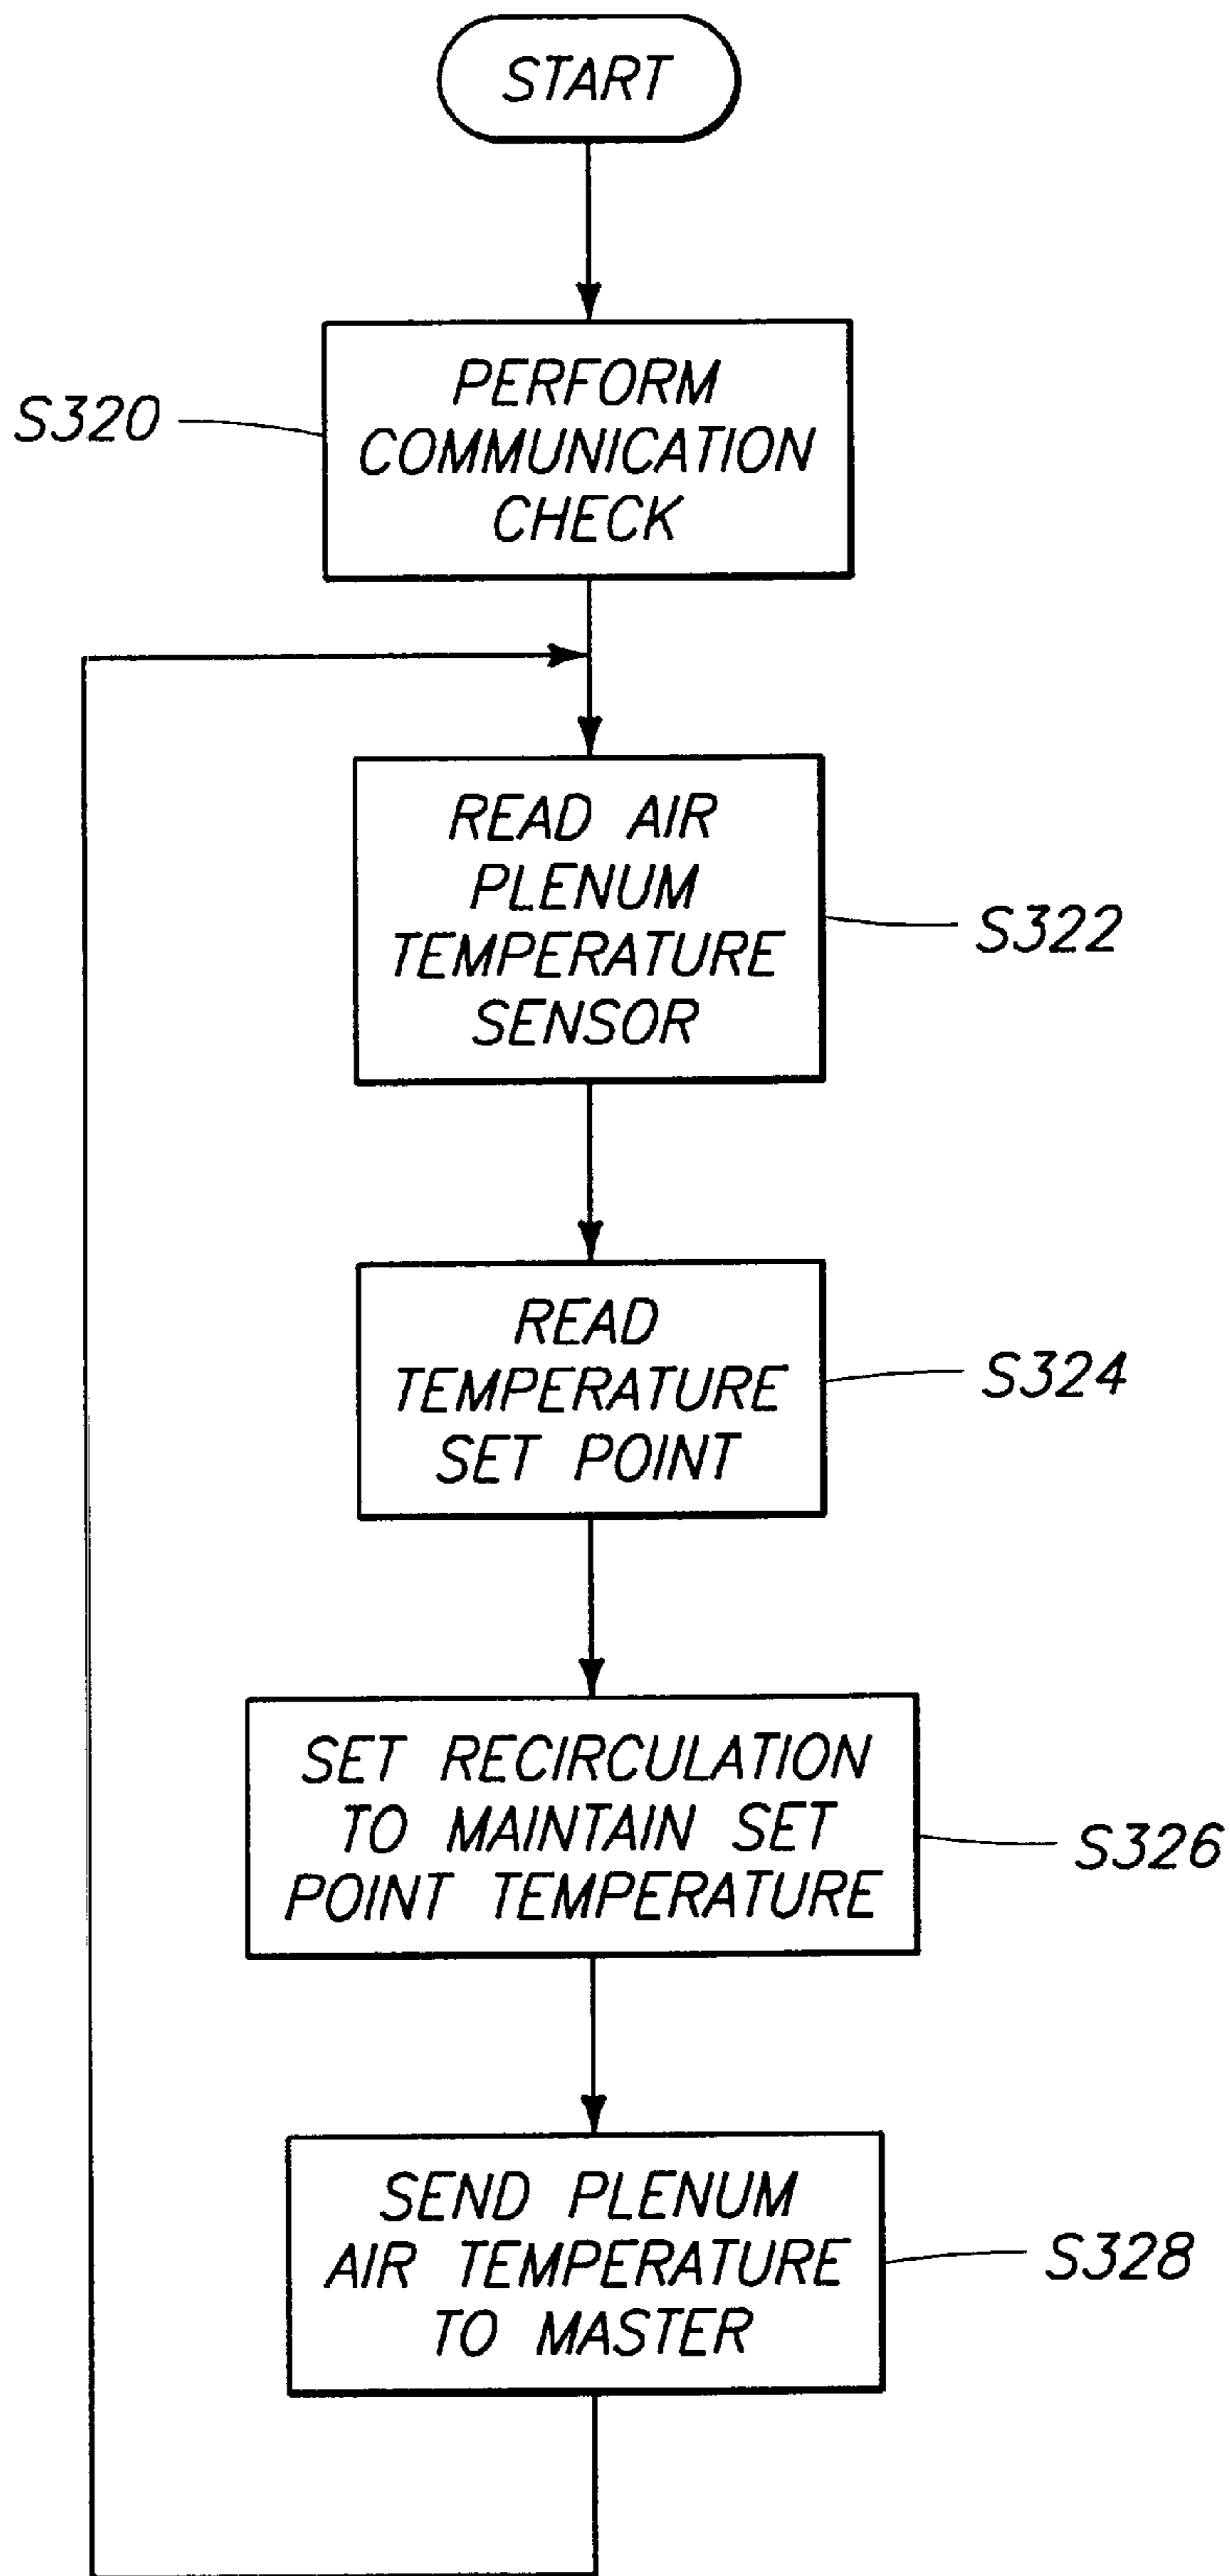 START
PERFORM
COMMUNICATION
CHECK
S320
READ AIR
PLENUM
TEMPERATURE
SENSOR
S322
READ
TEMPERATURE
SET POINT
S324
SET RECIRCULATION
TO MAINTAIN SET
POINT TEMPERATURE
S326
SEND PLENUM
AIR TEMPERATURE
TO MASTER
S328